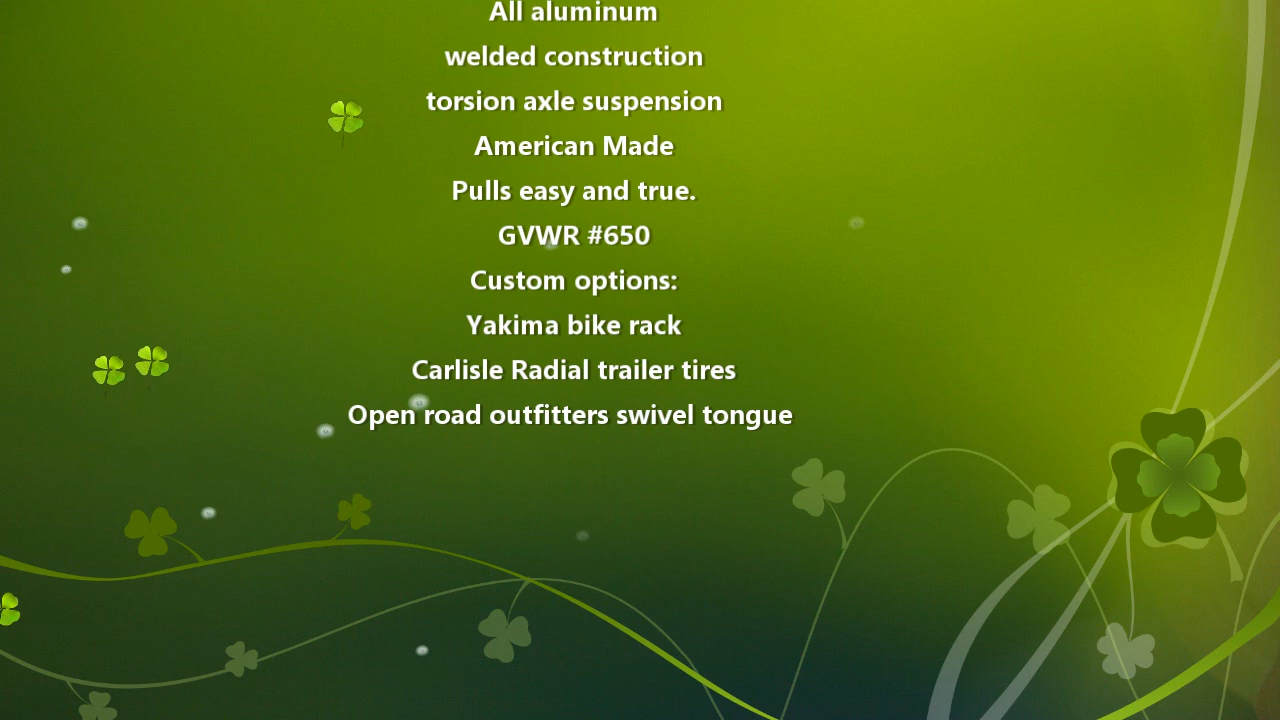 All aluminum
welded construction
torsion axle suspension
American Made
Pulls easy and true.
GVWR #650
Custom options:
Yakima bike rack
Carlisle Radial trailer tires
Open road outfitters swivel tongue